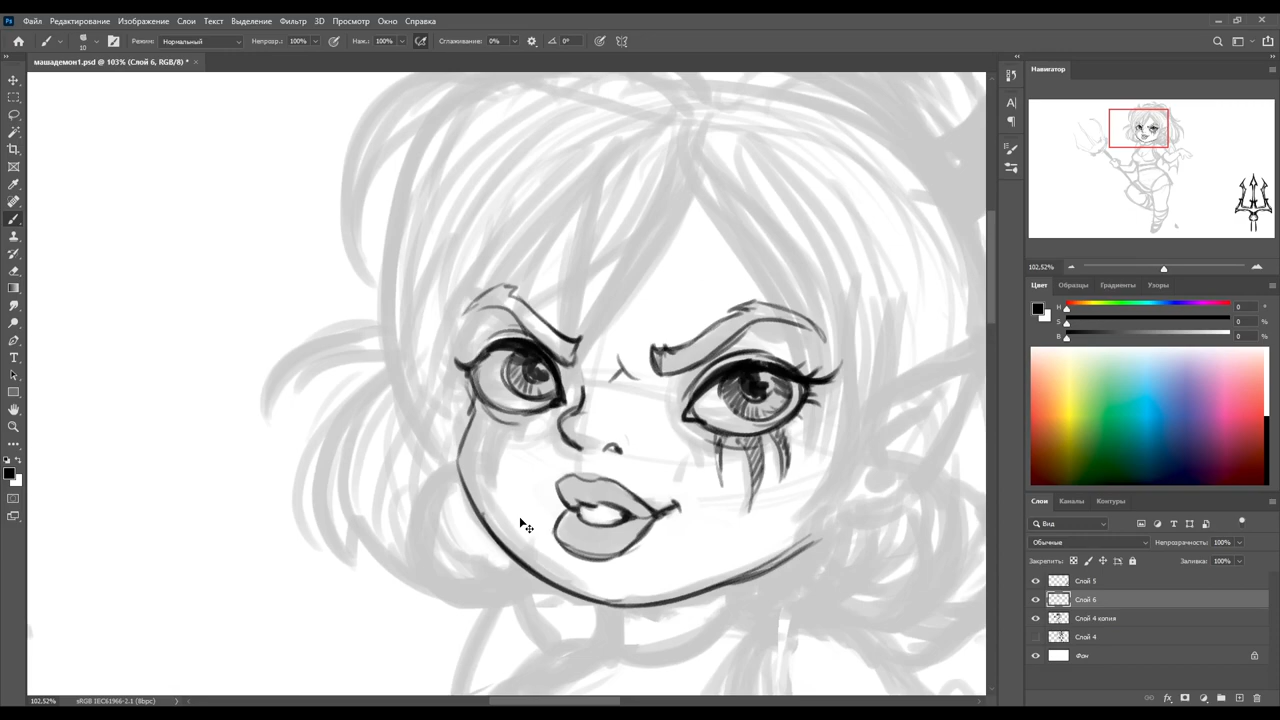 Ps Файл Редактирование Изображение Слои Текст Выделение Фильтр 3D Просмотр Окно Справка
10 Режим: Нормальный Непрозр.: 100% Наж.: 100% Сглаживание: 0% 0°
машадемон1.psd @ 103% (Слой 6, RGB/8) * ×
Навигатор
102,52%
Цвет Образцы Градиенты Узоры
H 0 °
S 0 %
B 0 %
Слои Каналы Контуры
Вид
Обычные Непрозрачность: 100%
Закрепить: Заливка: 100%
Слой 5
Слой 6
Слой 4 копия
Слой 4
Фон
102,52% sRGB IEC61966-2.1 (8bpc)
fx